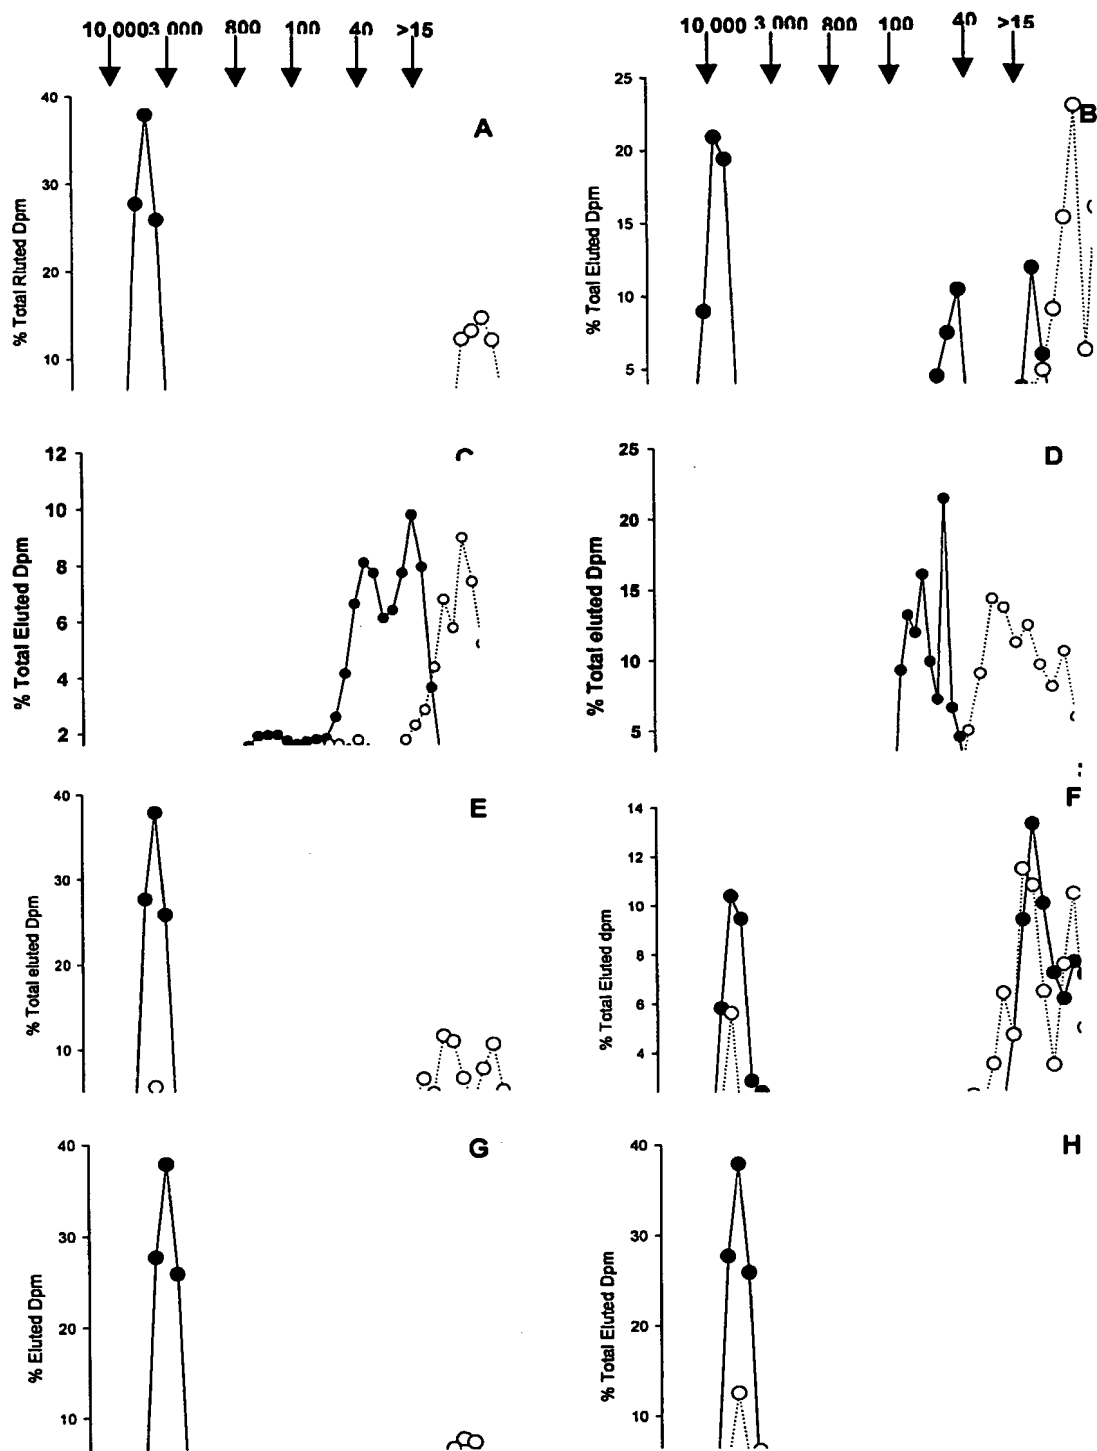 10,000 3,000 800 100 40 >15
10,000 3,000 800 100 40 >15
A
% Total Rluted Dpm
40
30
20
10
B
% Toal Eluted Dpm
25
20
15
10
5
C
% Total Eluted Dpm
12
10
8
6
4
2
D
% Total eluted Dpm
25
20
15
10
5
E
% Total eluted Dpm
40
30
20
10
F
% Total Eluted dpm
14
12
10
8
6
4
G
% Eluted Dpm
40
30
20
10
H
% Total Eluted Dpm
40
30
20
10